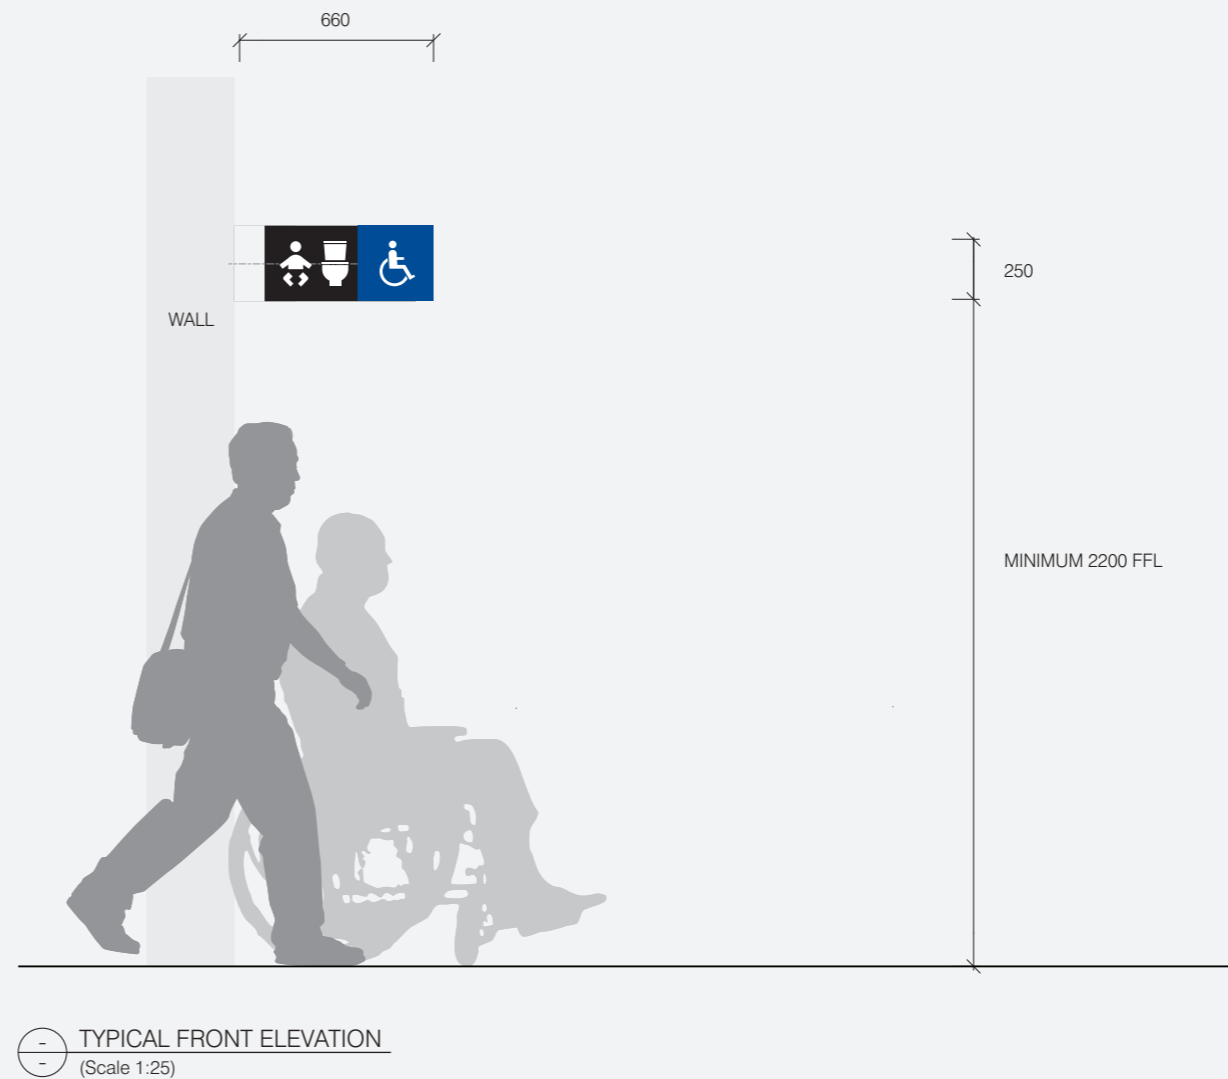 660
250
WALL
MINIMUM 2200 FFL
-
-
TYPICAL FRONT ELEVATION
(Scale 1:25)